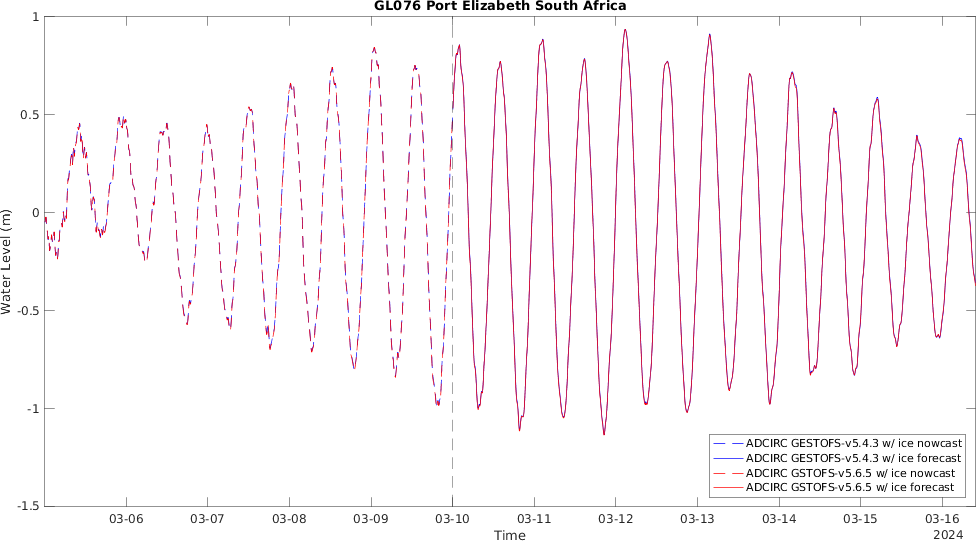 GL076 Port Elizabeth South Africa
1
0.5
0
-0.5
-1
-1.5
Water Level (m)
ADCIRC GESTOFS-v5.4.3 w/ ice nowcast
ADCIRC GESTOFS-v5.4.3 w/ ice forecast
ADCIRC GSTOFS-v5.6.5 w/ ice nowcast
ADCIRC GSTOFS-v5.6.5 w/ ice forecast
03-06 03-07 03-08 03-09 03-10 03-11 03-12 03-13 03-14 03-15 03-16
Time
2024